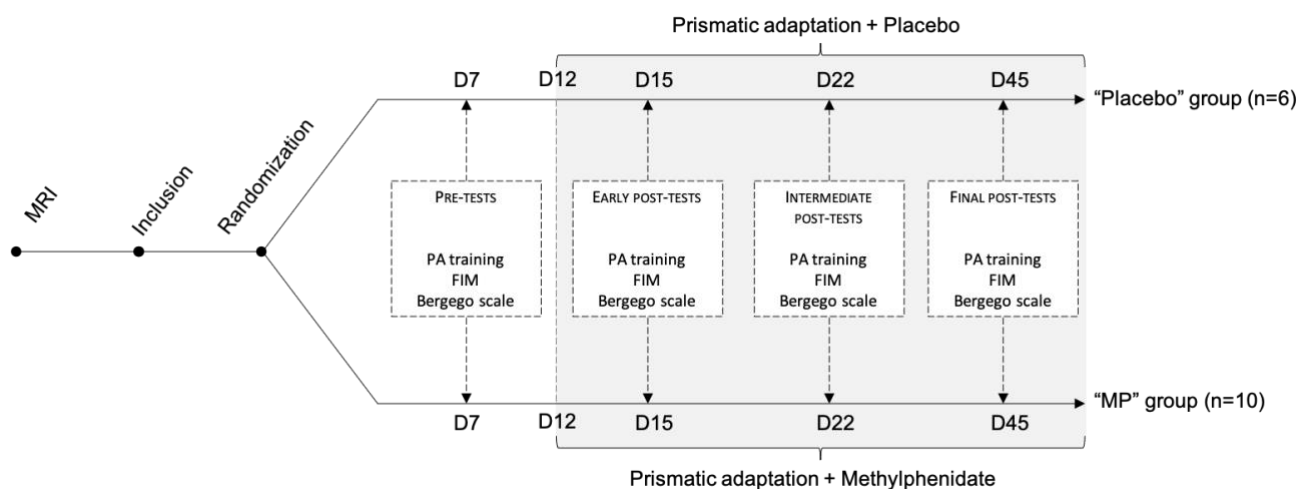 Prismatic adaptation + Placebo
D7 D12 D15 D22 D45
"Placebo" group (n=6)
MRI
Inclusion
Randomization
PRE-TESTS
PA training
FIM
Bergego scale
EARLY POST-TESTS
PA training
FIM
Bergego scale
INTERMEDIATE
POST-TESTS
PA training
FIM
Bergego scale
FINAL POST-TESTS
PA training
FIM
Bergego scale
"MP" group (n=10)
D7 D12 D15 D22 D45
Prismatic adaptation + Methylphenidate